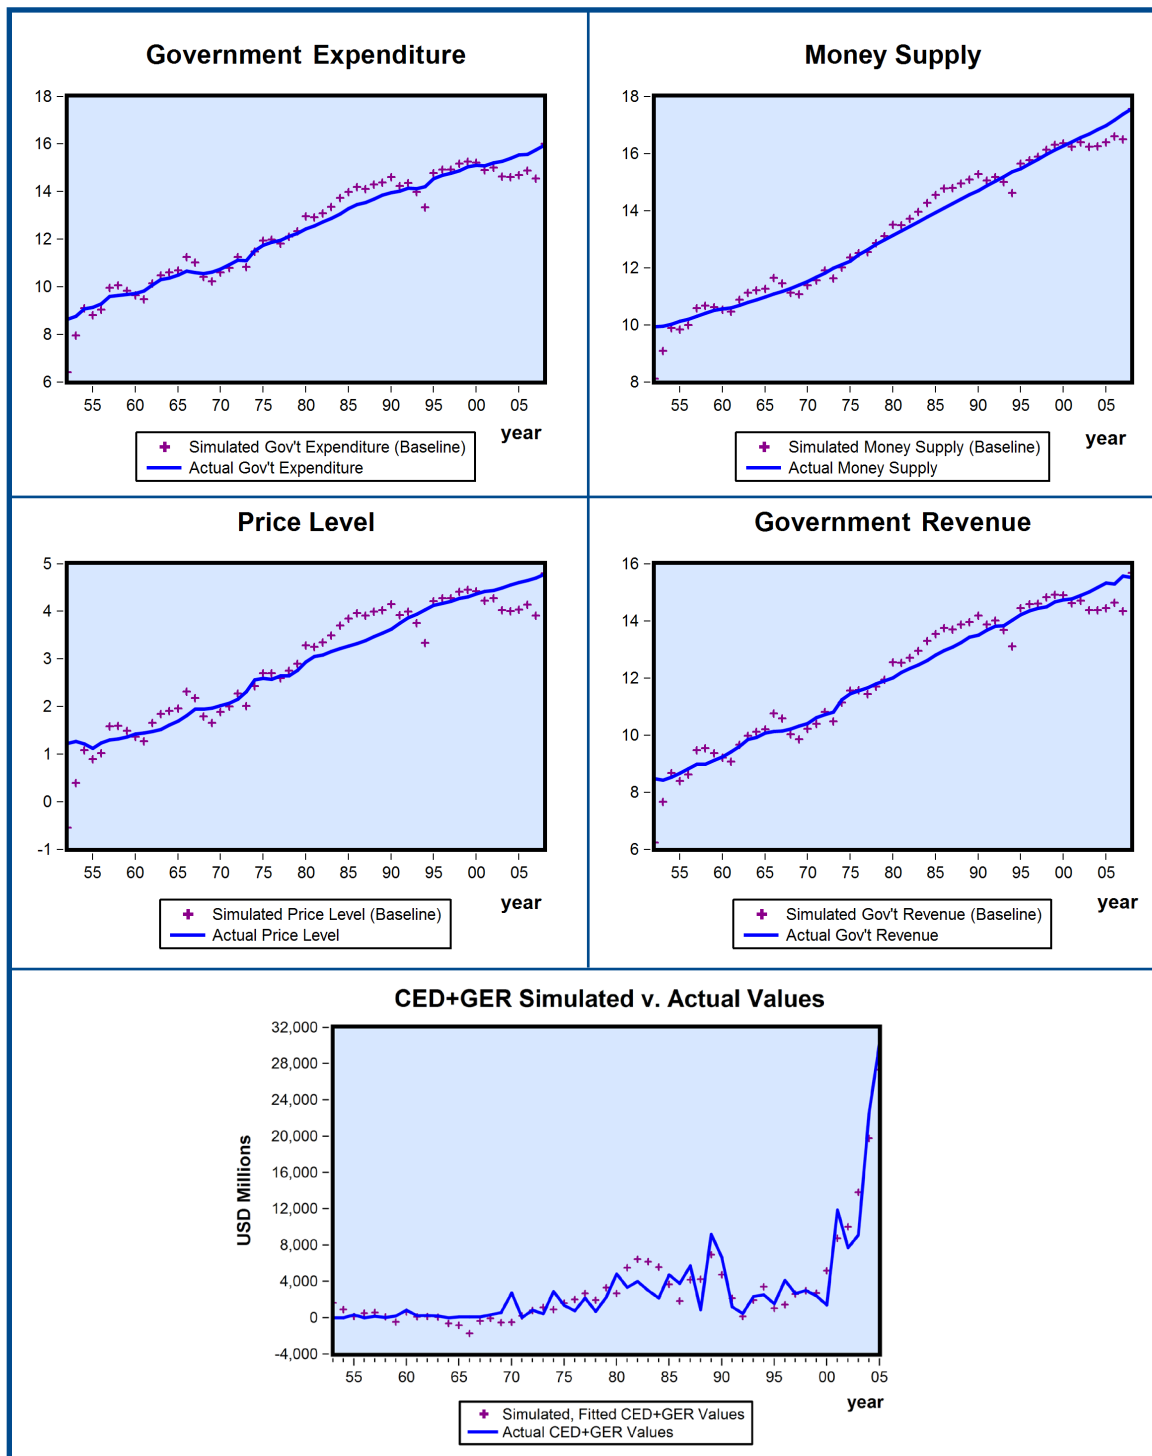 Government Expenditure
18
16
14
12
10
8
6
55 60 65 70 75 80 85 90 95 00 05
year
Simulated Gov't Expenditure (Baseline)
Actual Gov't Expenditure
Money Supply
18
16
14
12
10
8
55 60 65 70 75 80 85 90 95 00 05
year
Simulated Money Supply (Baseline)
Actual Money Supply
Price Level
5
4
3
2
1
0
-1
55 60 65 70 75 80 85 90 95 00 05
year
Simulated Price Level (Baseline)
Actual Price Level
Government Revenue
16
14
12
10
8
6
55 60 65 70 75 80 85 90 95 00 05
year
Simulated Gov't Revenue (Baseline)
Actual Gov't Revenue
CED+GER Simulated v. Actual Values
USD Millions
32,000
28,000
24,000
20,000
16,000
12,000
8,000
4,000
0
-4,000
55 60 65 70 75 80 85 90 95 00 05
year
Simulated, Fitted CED+GER Values
Actual CED+GER Values